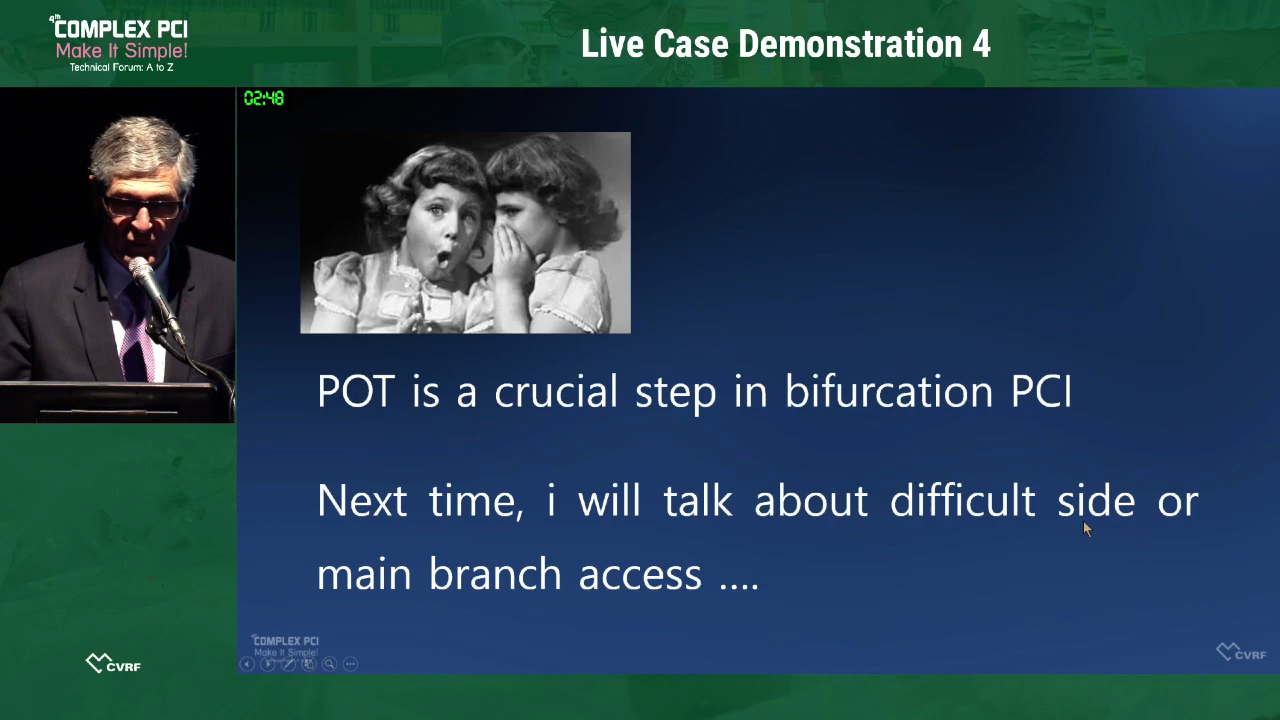 4th
COMPLEX PCI
Make It Simple!
Technical Forum: A to Z
Live Case Demonstration 4
02:48
POT is a crucial step in bifurcation PCI
Next time, i will talk about difficult side or
main branch access ....
COMPLEX PCI
Make It Simple!
CVRF
CVRF